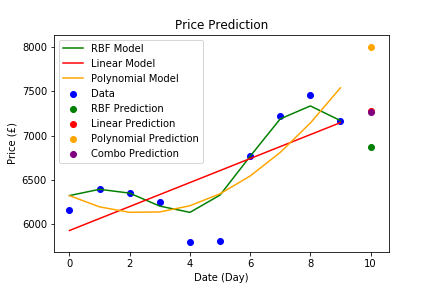 Price Prediction
8000
7500
7000
6500
6000
Price (£)
RBF Model
Linear Model
Polynomial Model
Data
RBF Prediction
Linear Prediction
Polynomial Prediction
Combo Prediction
0 2 4 6 8 10
Date (Day)